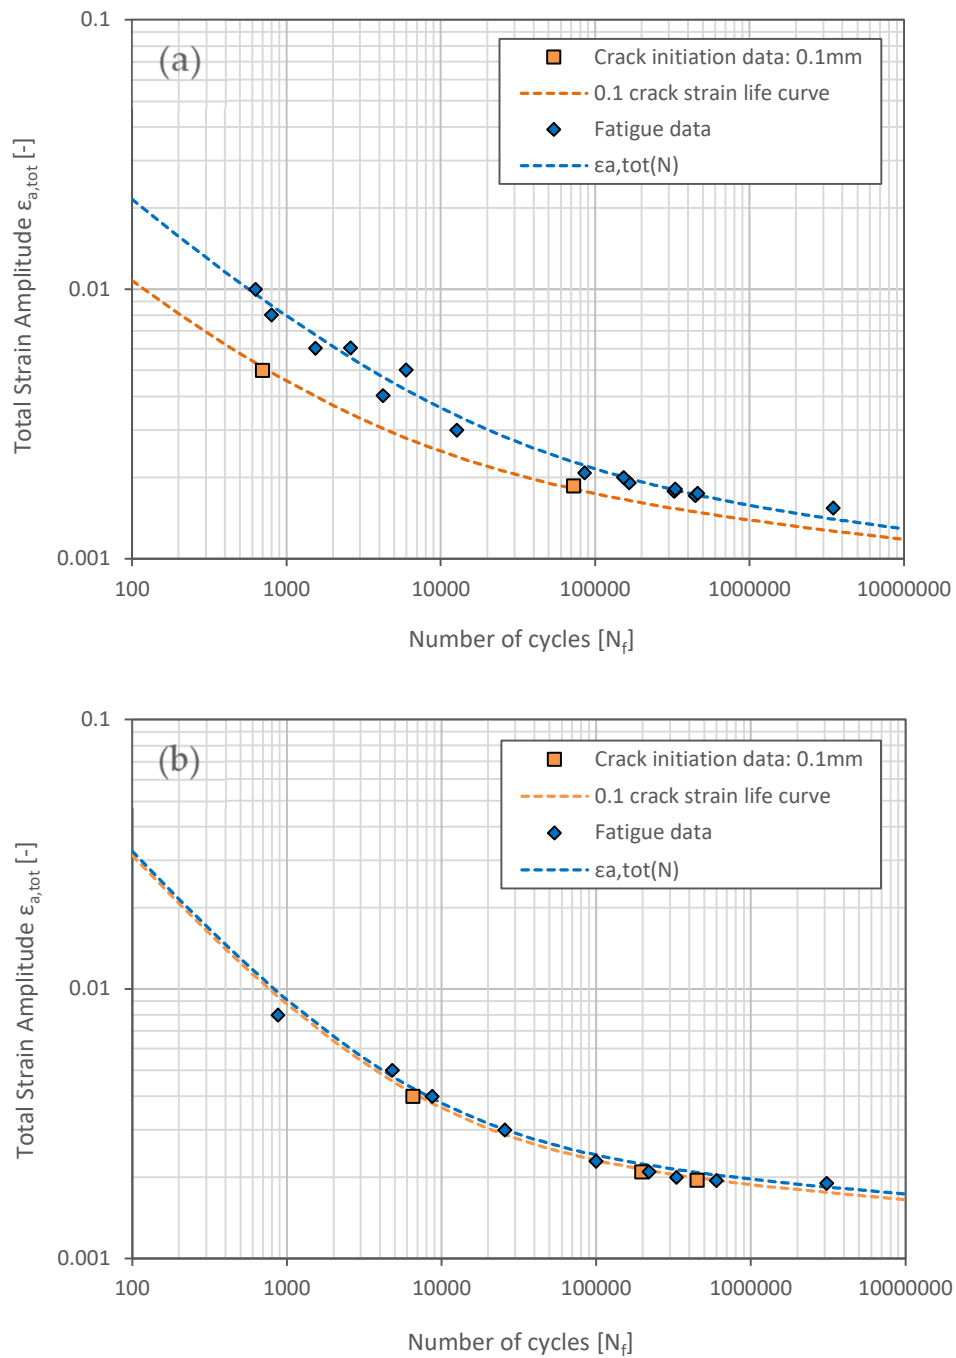 0.1
(a)
Crack initiation data: 0.1mm
0.1 crack strain life curve
Fatigue data
εa,tot(N)
Total Strain Amplitude εa,tot [-]
0.01
0.001
100 1000 10000 100000 1000000 10000000
Number of cycles [Nf]
0.1
(b)
Crack initiation data: 0.1mm
0.1 crack strain life curve
Fatigue data
εa,tot(N)
Total Strain Amplitude εa,tot [-]
0.01
0.001
100 1000 10000 100000 1000000 10000000
Number of cycles [Nf]